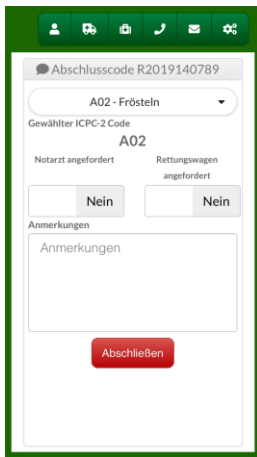 Abschlusscode R2019140789
A02 - Frösteln
Gewählter ICPC-2 Code
A02
Notarzt angefordert
Rettungswagen
angefordert
Nein
Nein
Anmerkungen
Anmerkungen
Abschließen